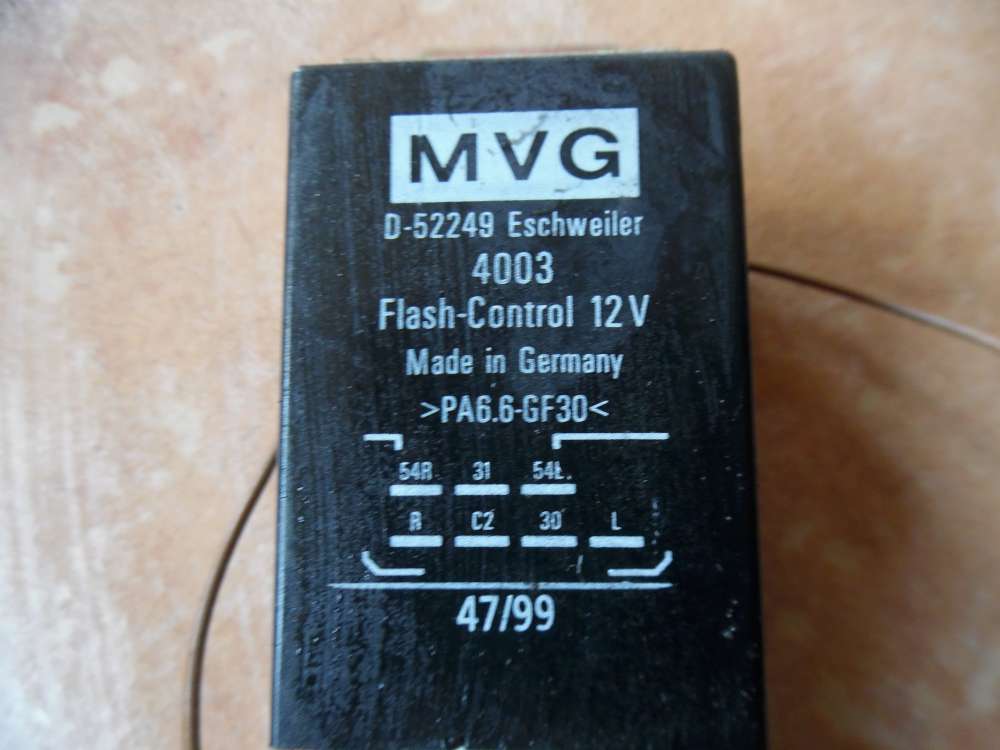 MVG
D-52249 Eschweiler
4003
Flash-Control 12V
Made in Germany
>PA6.6-GF30<
54R 31 54L
R C2 30 L
47/99